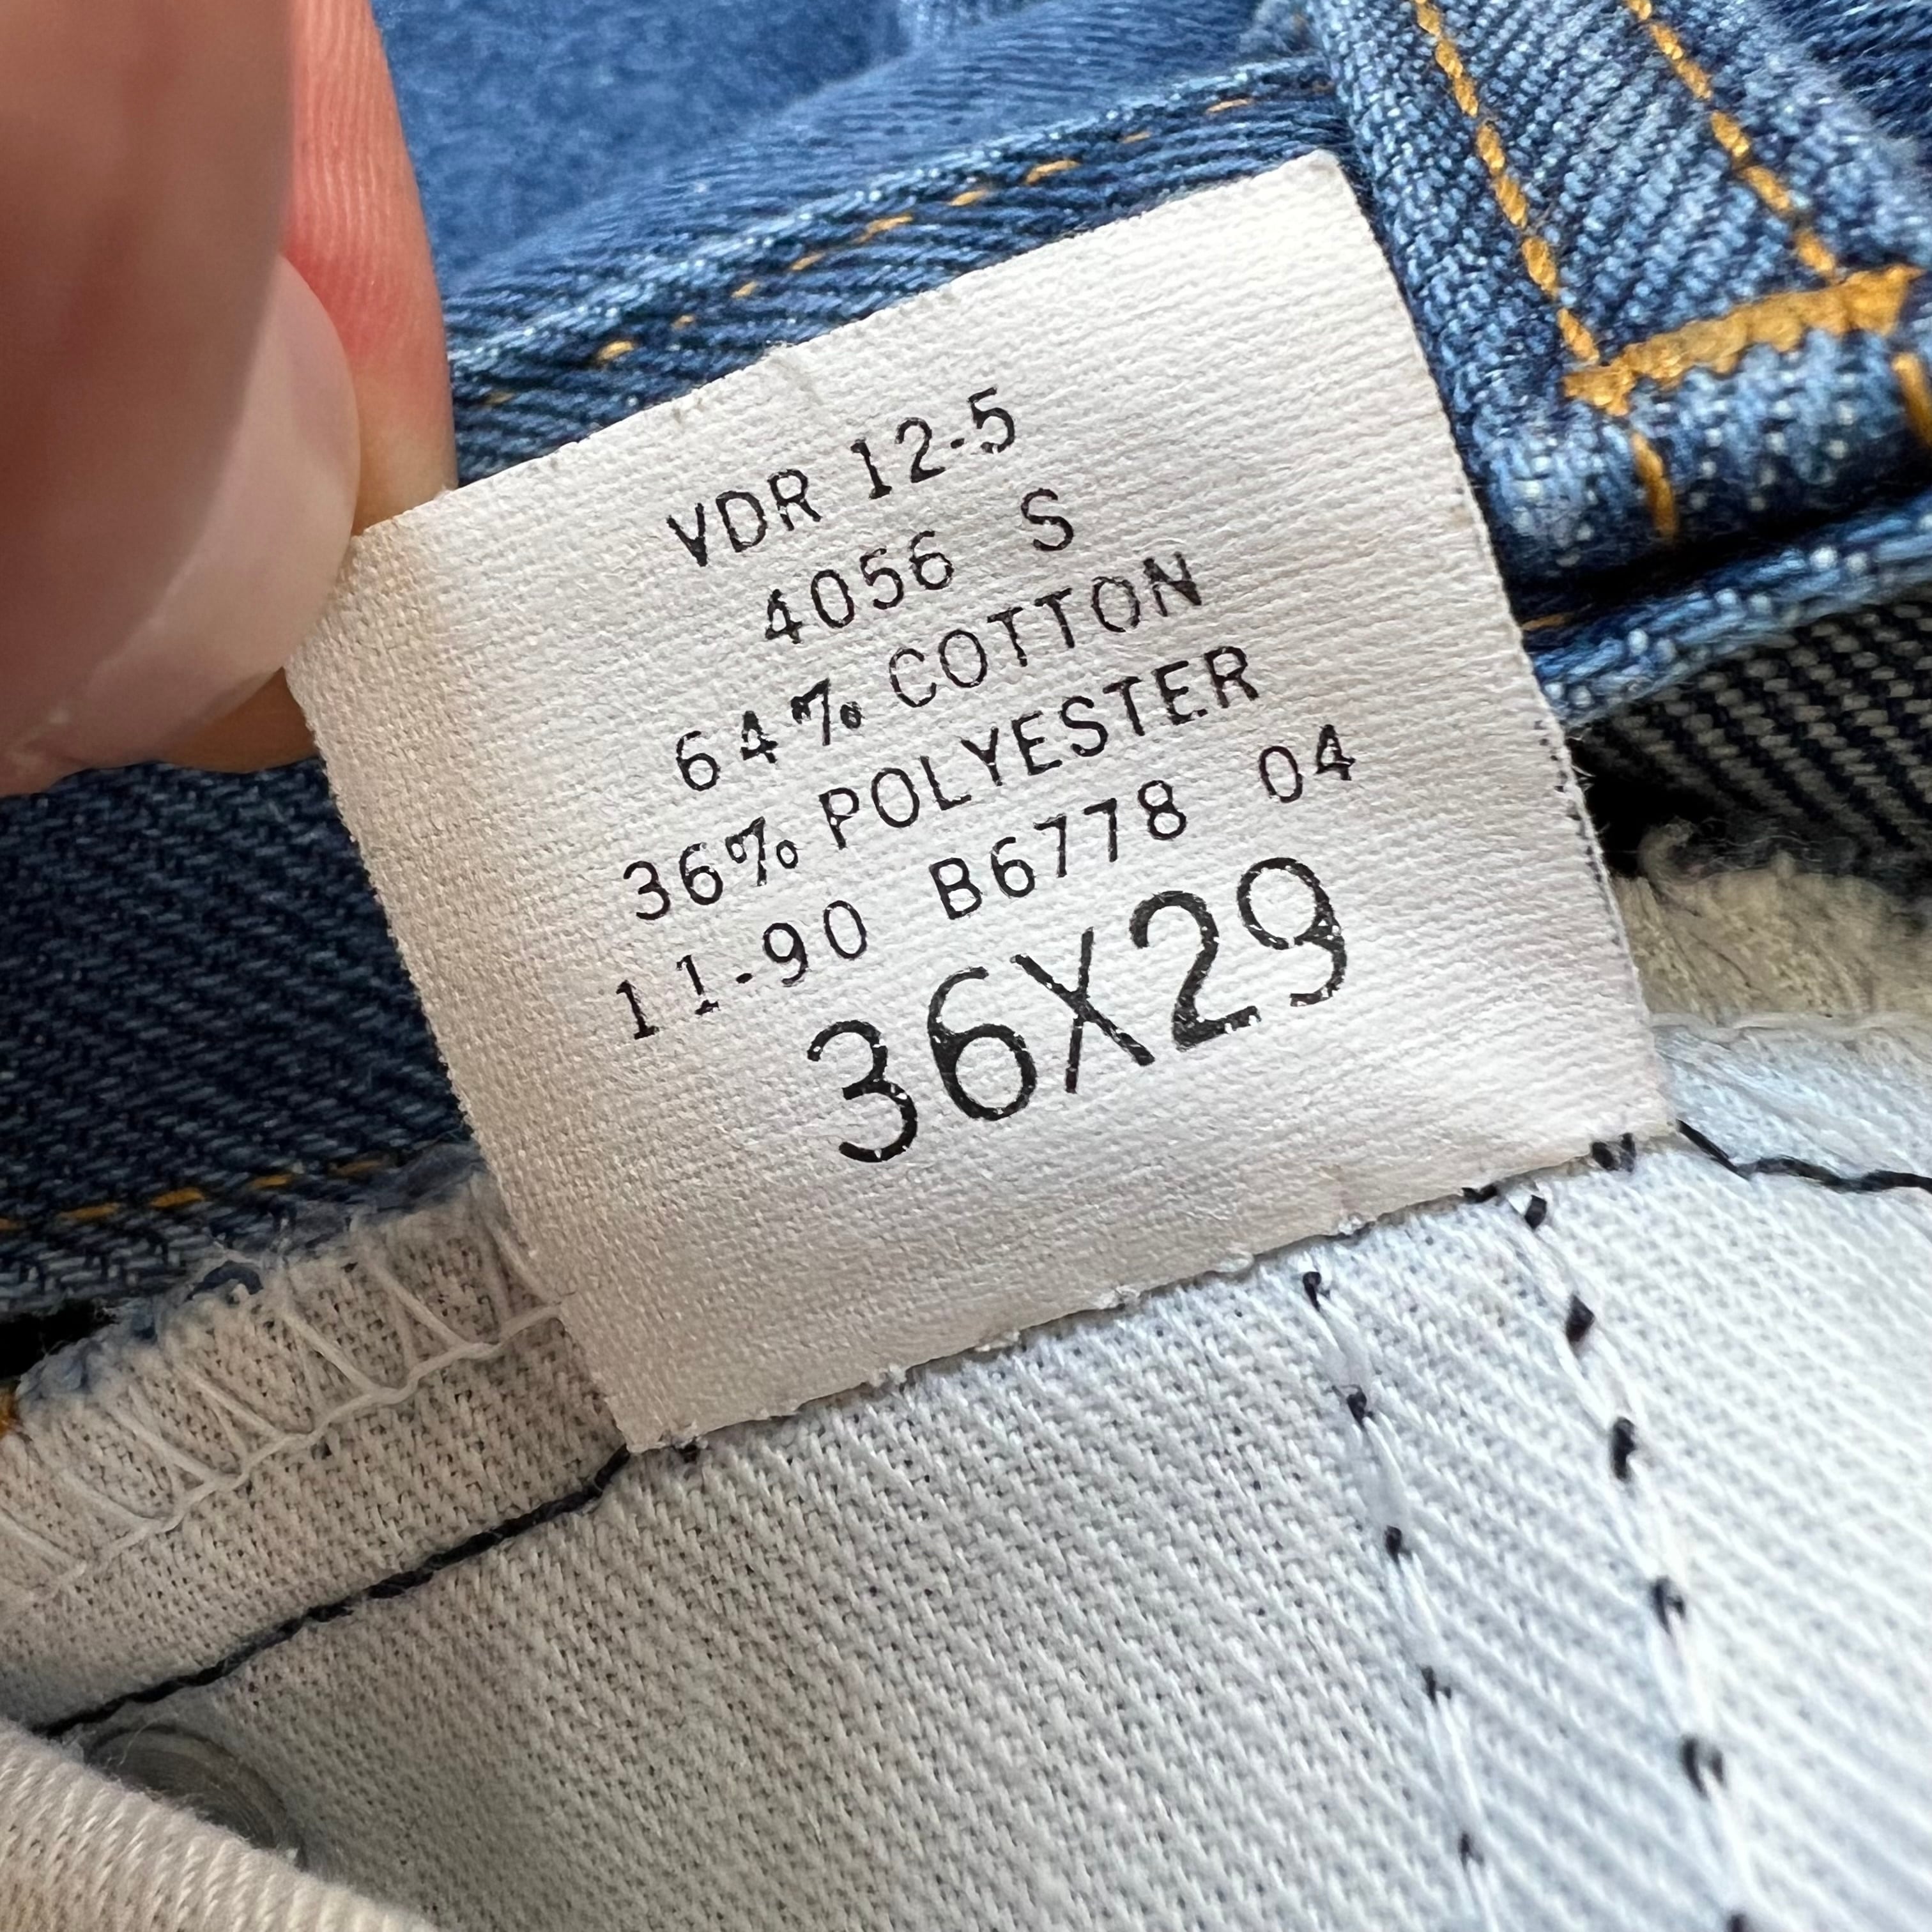 VDR 12-5
4056 S
64% COTTON
36% POLYESTER
11-90 B6778 04
36X29